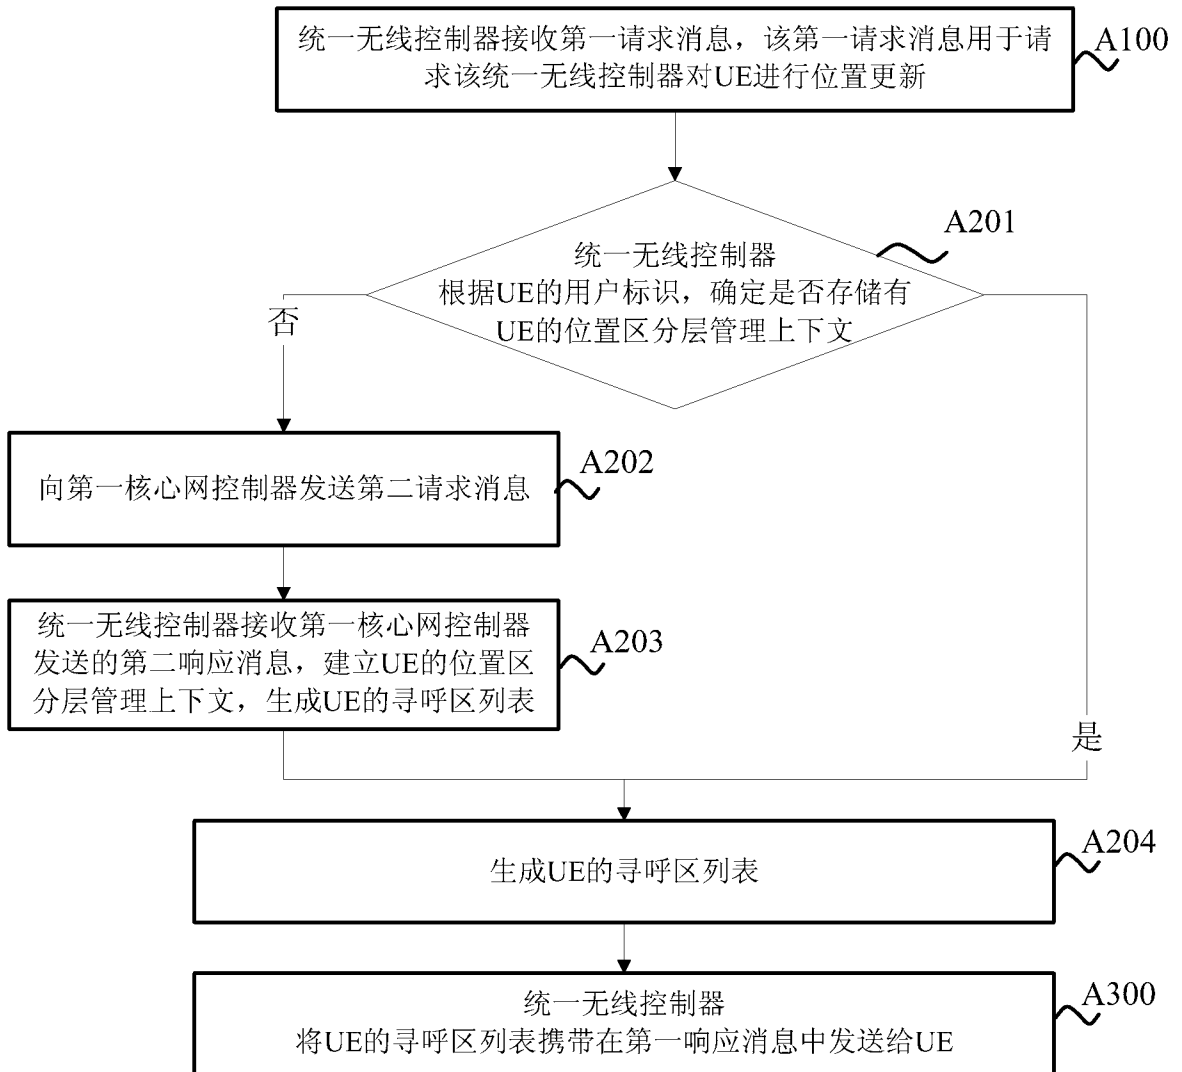 统一无线控制器接收第一请求消息，该第一请求消息用于请
求该统一无线控制器对UE进行位置更新
A100
A201
统一无线控制器
根据UE的用户标识，确定是否存储有
UE的位置区分层管理上下文
否
A202
向第一核心网控制器发送第二请求消息
统一无线控制器接收第一核心网控制器
发送的第二响应消息，建立UE的位置区
分层管理上下文，生成UE的寻呼区列表
A203
是
A204
生成UE的寻呼区列表
A300
统一无线控制器
将UE的寻呼区列表携带在第一响应消息中发送给UE